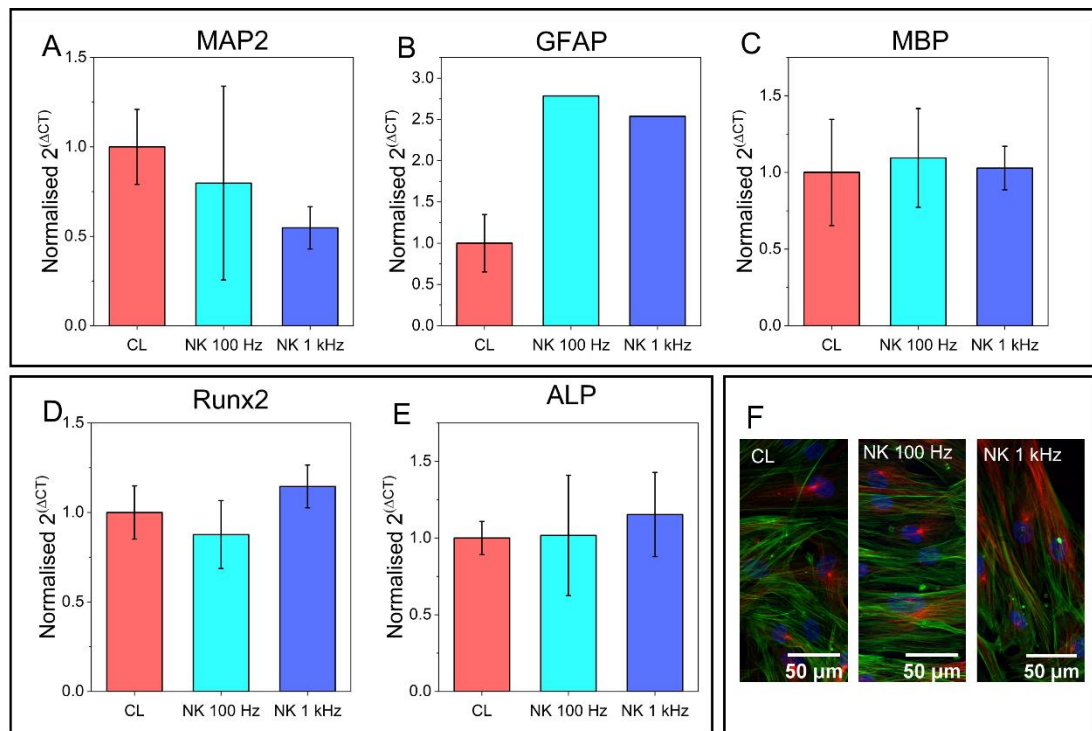 A
MAP2
Normalised 2^(ΔCT)
1.5
1.0
0.5
0.0
CL
NK 100 Hz
NK 1 kHz
B
GFAP
Normalised 2^(ΔCT)
3.0
2.5
2.0
1.5
1.0
0.5
0.0
CL
NK 100 Hz
NK 1 kHz
C
MBP
Normalised 2^(ΔCT)
1.5
1.0
0.5
0.0
CL
NK 100 Hz
NK 1 kHz
D
Runx2
Normalised 2^(ΔCT)
1.5
1.0
0.5
0.0
CL
NK 100 Hz
NK 1 kHz
E
ALP
Normalised 2^(ΔCT)
1.5
1.0
0.5
0.0
CL
NK 100 Hz
NK 1 kHz
F
CL
NK 100 Hz
NK 1 kHz
50 µm
50 µm
50 µm